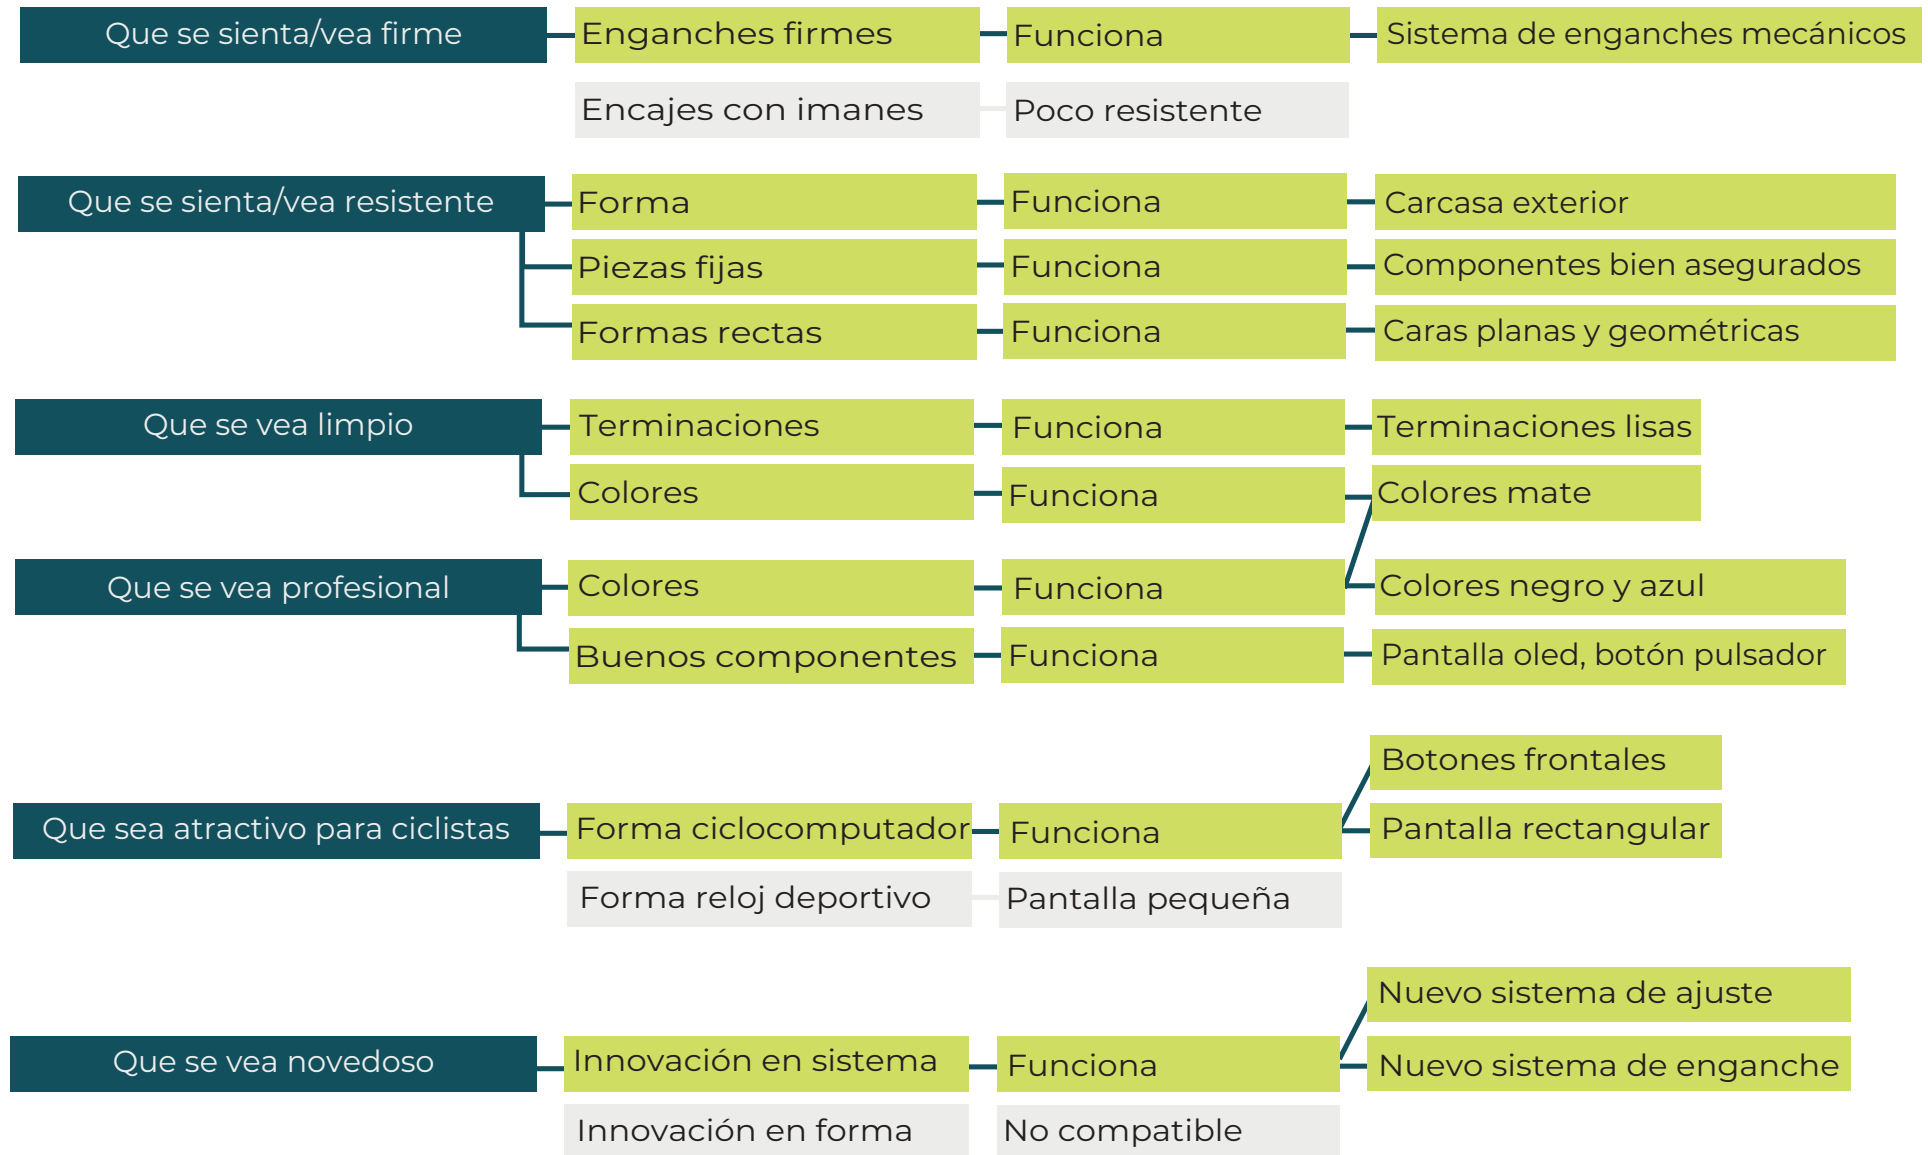 Que se sienta/vea firme
Enganches firmes
Funciona
Sistema de enganches mecánicos
Encajes con imanes
Poco resistente
Que se sienta/vea resistente
Forma
Funciona
Carcasa exterior
Piezas fijas
Funciona
Componentes bien asegurados
Formas rectas
Funciona
Caras planas y geométricas
Que se vea limpio
Terminaciones
Funciona
Terminaciones lisas
Colores
Funciona
Colores mate
Que se vea profesional
Colores
Funciona
Colores negro y azul
Buenos componentes
Funciona
Pantalla oled, botón pulsador
Botones frontales
Que sea atractivo para ciclistas
Forma ciclocomputador
Funciona
Pantalla rectangular
Forma reloj deportivo
Pantalla pequeña
Nuevo sistema de ajuste
Que se vea novedoso
Innovación en sistema
Funciona
Nuevo sistema de enganche
Innovación en forma
No compatible